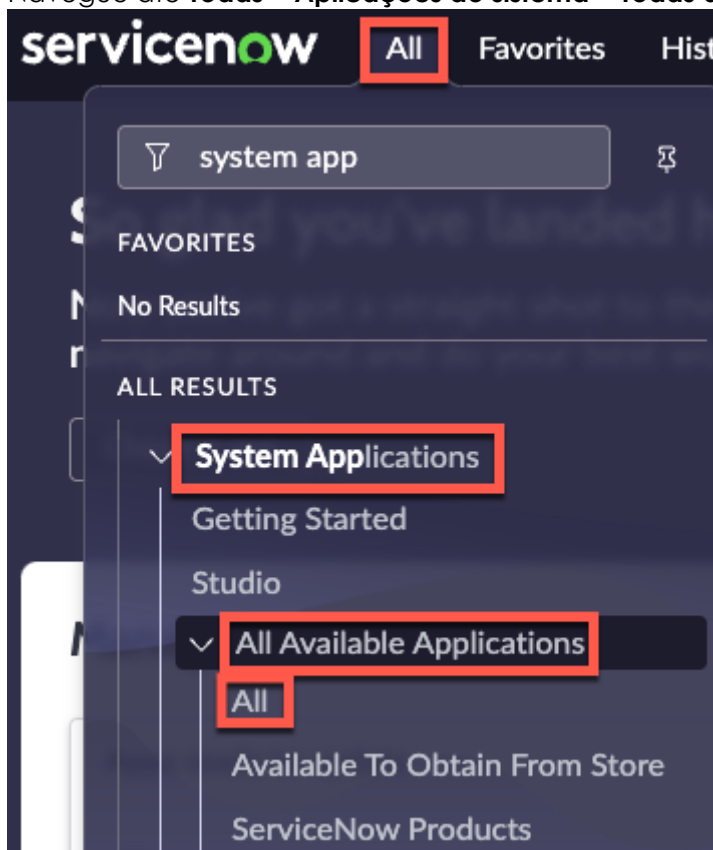 servicenow All Favorites Hist
system app
FAVORITES
No Results
ALL RESULTS
System Applications
Getting Started
Studio
All Available Applications
All
Available To Obtain From Store
ServiceNow Products